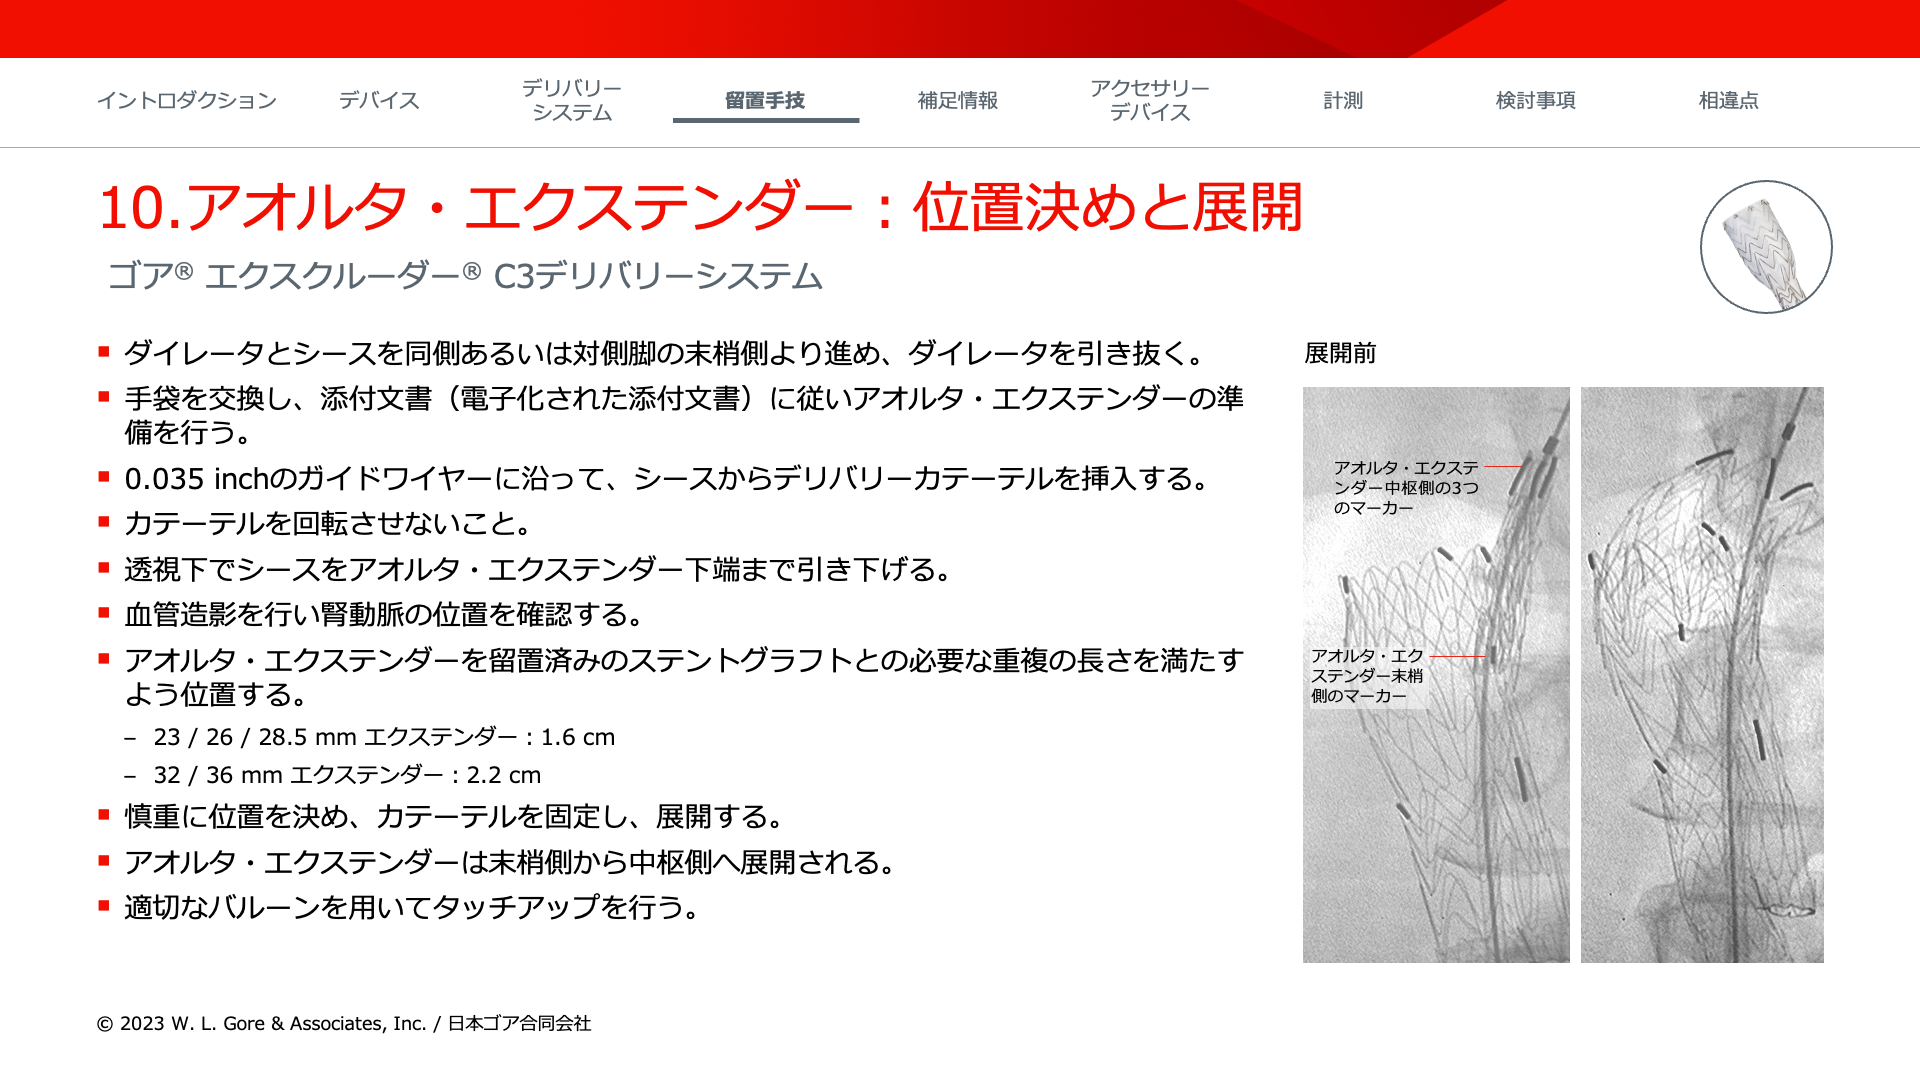 イントロダクション
デバイス
デリバリー
システム
留置手技
補足情報
アクセサリー
デバイス
計測
検討事項
相違点
10.アオルタ・エクステンダー：位置決めと展開
ゴア® エクスクルーダー® C3デリバリーシステム
▪ ダイレータとシースを同側あるいは対側脚の末梢側より進め、ダイレータを引き抜く。
▪ 手袋を交換し、添付文書（電子化された添付文書）に従いアオルタ・エクステンダーの準
備を行う。
▪ 0.035 inchのガイドワイヤーに沿って、シースからデリバリーカテーテルを挿入する。
▪ カテーテルを回転させないこと。
▪ 透視下でシースをアオルタ・エクステンダー下端まで引き下げる。
▪ 血管造影を行い腎動脈の位置を確認する。
▪ アオルタ・エクステンダーを留置済みのステントグラフトとの必要な重複の長さを満たす
よう位置する。
– 23 / 26 / 28.5 mm エクステンダー：1.6 cm
– 32 / 36 mm エクステンダー：2.2 cm
▪ 慎重に位置を決め、カテーテルを固定し、展開する。
▪ アオルタ・エクステンダーは末梢側から中枢側へ展開される。
▪ 適切なバルーンを用いてタッチアップを行う。
展開前
アオルタ・エクステ
ンダー中枢側の3つ
のマーカー
アオルタ・エク
ステンダー末梢
側のマーカー
© 2023 W. L. Gore & Associates, Inc. / 日本ゴア合同会社